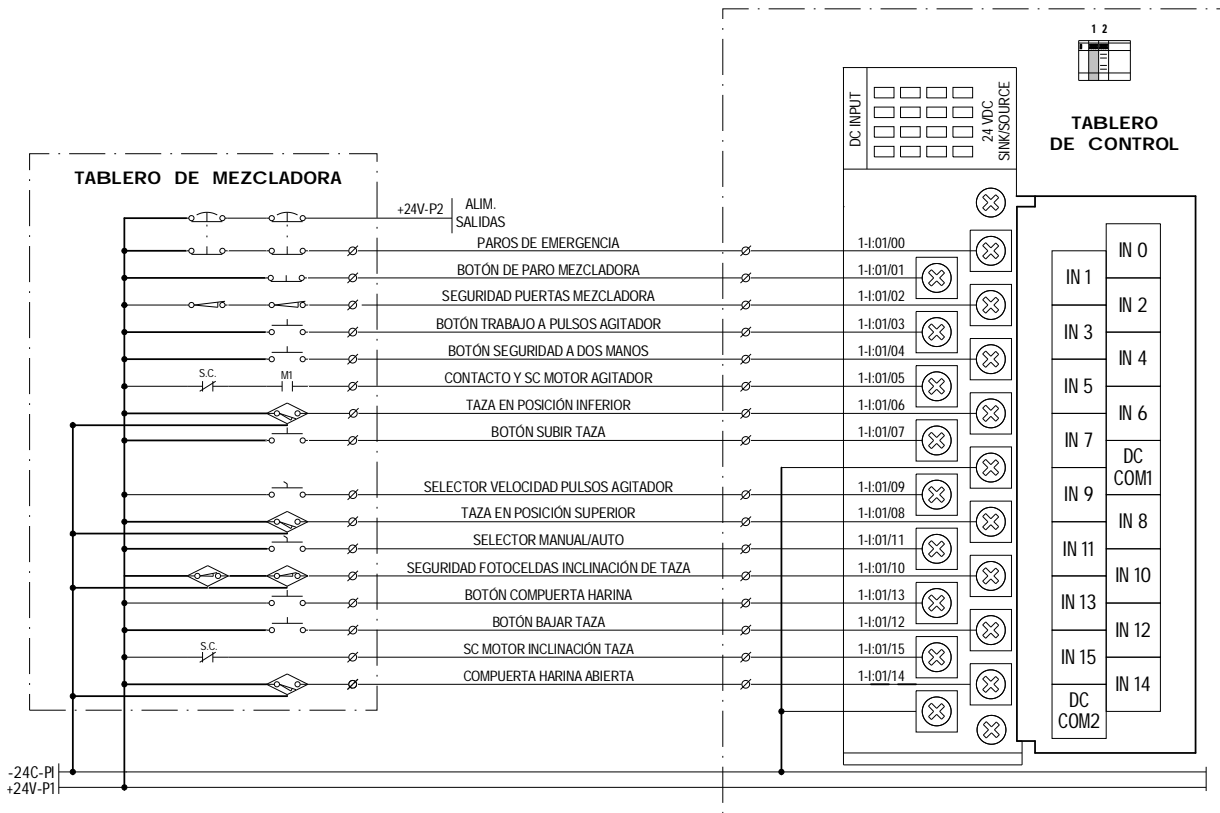 1 2
DC INPUT
24 VDC
SINK/SOURCE
TABLERO
DE CONTROL
TABLERO DE MEZCLADORA
+24V-P2
ALIM.
SALIDAS
PAROS DE EMERGENCIA
1-I:01/00
BOTÓN DE PARO MEZCLADORA
1-I:01/01
SEGURIDAD PUERTAS MEZCLADORA
1-I:01/02
BOTÓN TRABAJO A PULSOS AGITADOR
1-I:01/03
BOTÓN SEGURIDAD A DOS MANOS
1-I:01/04
S.C.
M1
CONTACTO Y SC MOTOR AGITADOR
1-I:01/05
TAZA EN POSICIÓN INFERIOR
1-I:01/06
BOTÓN SUBIR TAZA
1-I:01/07
SELECTOR VELOCIDAD PULSOS AGITADOR
1-I:01/09
TAZA EN POSICIÓN SUPERIOR
1-I:01/08
SELECTOR MANUAL/AUTO
1-I:01/11
SEGURIDAD FOTOCELDAS INCLINACIÓN DE TAZA
1-I:01/10
BOTÓN COMPUERTA HARINA
1-I:01/13
BOTÓN BAJAR TAZA
1-I:01/12
S.C.
SC MOTOR INCLINACIÓN TAZA
1-I:01/15
COMPUERTA HARINA ABIERTA
1-I:01/14
IN 0
IN 1
IN 2
IN 3
IN 4
IN 5
IN 6
IN 7
DC
COM1
IN 9
IN 8
IN 11
IN 10
IN 13
IN 12
IN 15
IN 14
DC
COM2
-24C-PI
+24V-P1